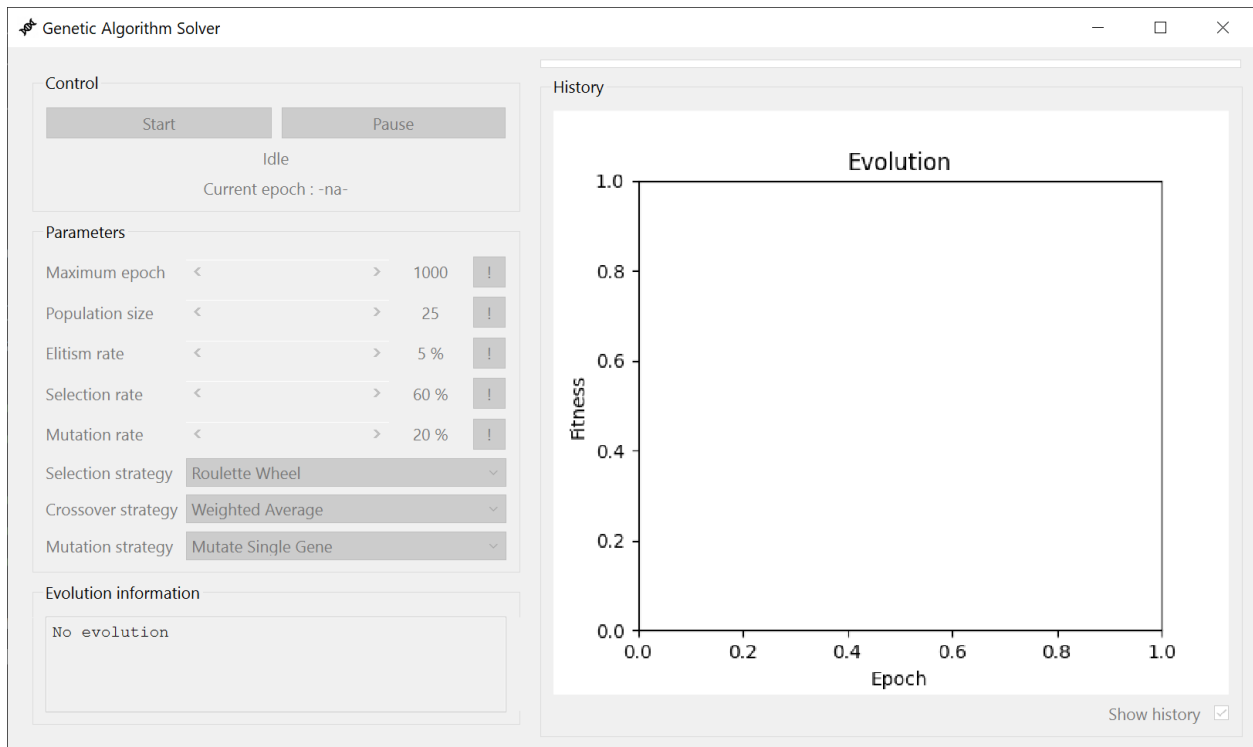 Genetic Algorithm Solver
Control
Start
Pause
Idle
Current epoch : -na-
Parameters
Maximum epoch < > 1000 !
Population size < > 25 !
Elitism rate < > 5 % !
Selection rate < > 60 % !
Mutation rate < > 20 % !
Selection strategy Roulette Wheel
Crossover strategy Weighted Average
Mutation strategy Mutate Single Gene
Evolution information
No evolution
History
Evolution
1.0
0.8
0.6
0.4
0.2
0.0
Fitness
0.0 0.2 0.4 0.6 0.8 1.0
Epoch
Show history